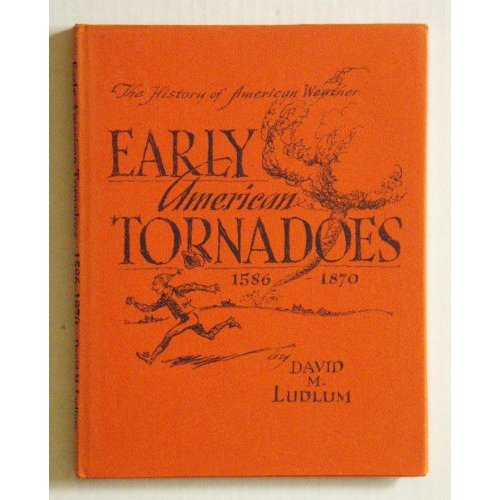 The History of American Weather
EARLY
American
TORNADOES
1586 - 1870
by DAVID
M.
LUDLUM